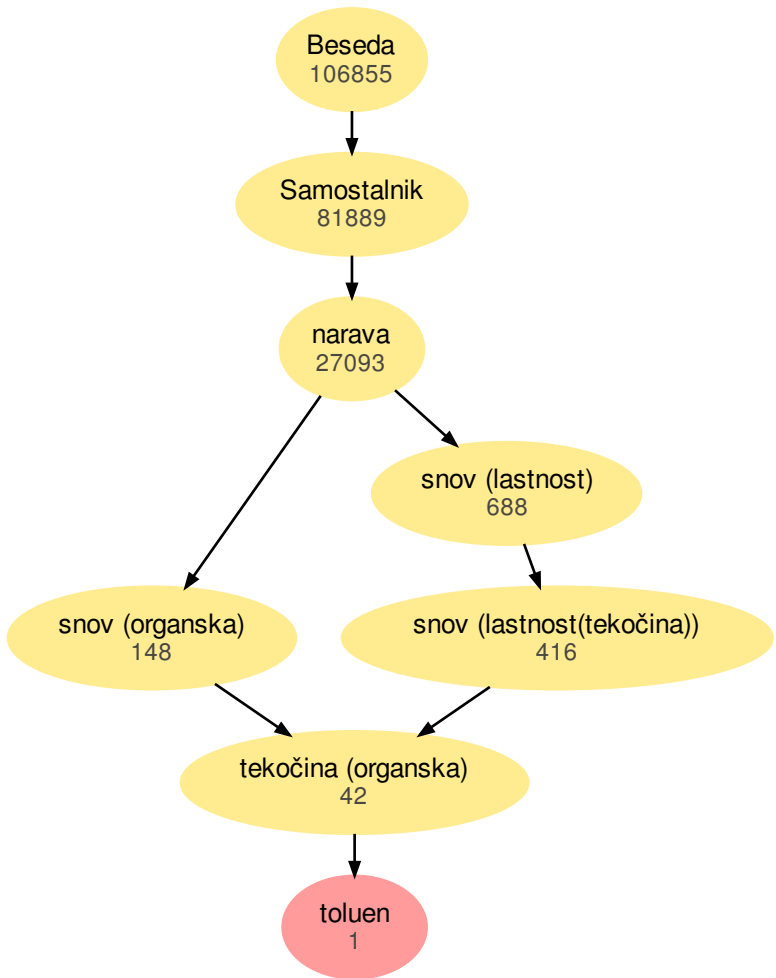 Beseda
106855
Samostalnik
81889
narava
27093
snov (lastnost)
688
snov (organska)
148
snov (lastnost(tekočina))
416
tekočina (organska)
42
toluen
1